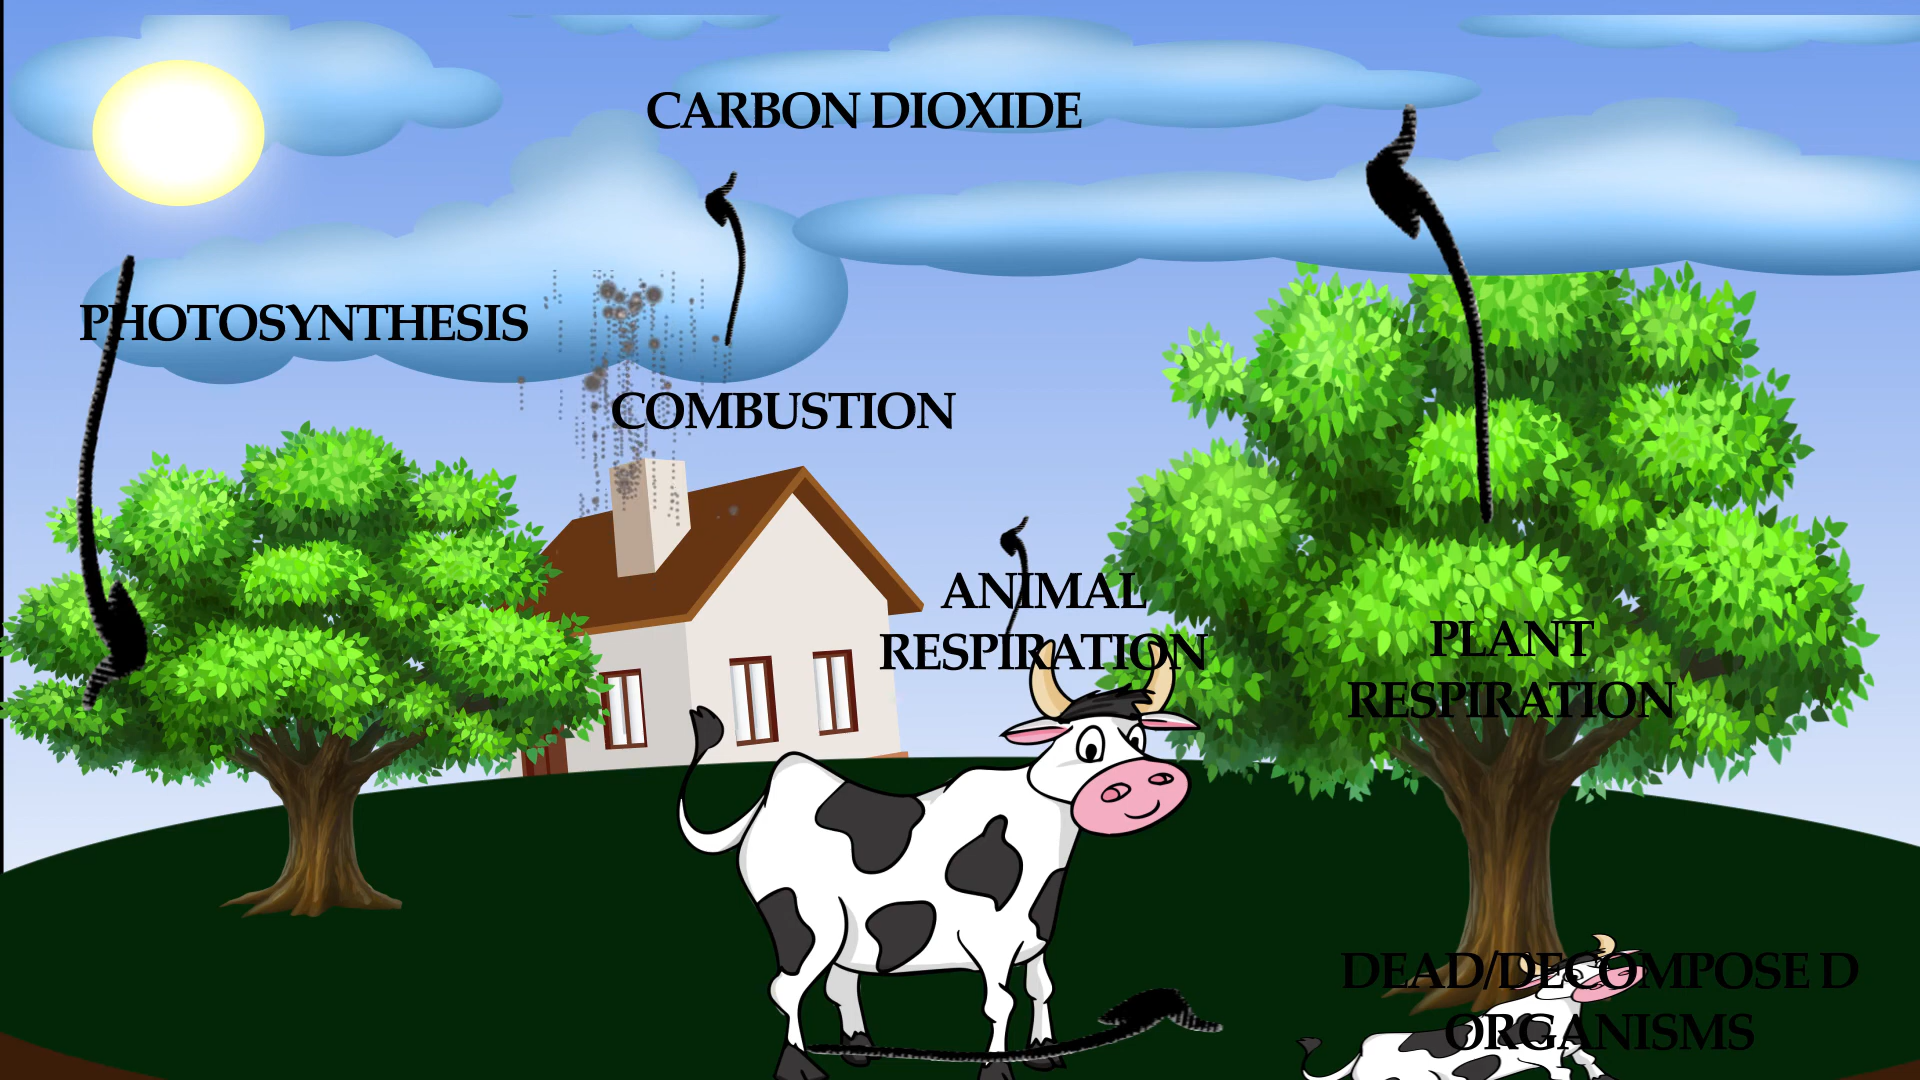 CARBON DIOXIDE
PHOTOSYNTHESIS
COMBUSTION
ANIMAL
RESPIRATION
PLANT
RESPIRATION
DEAD/DECOMPOSE D
ORGANISMS